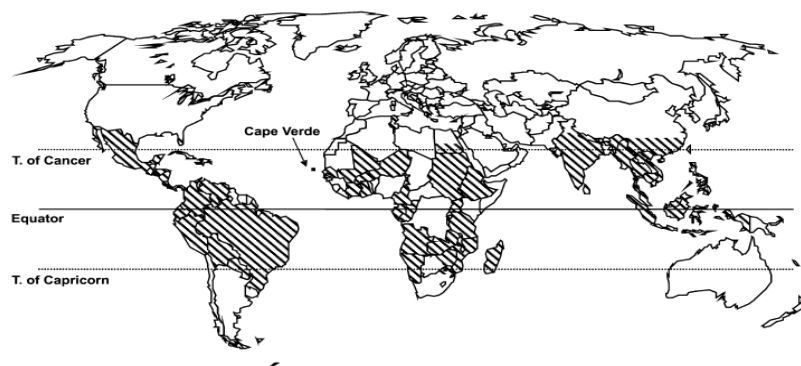 Cape Verde
T. of Cancer
Equator
T. of Capricorn